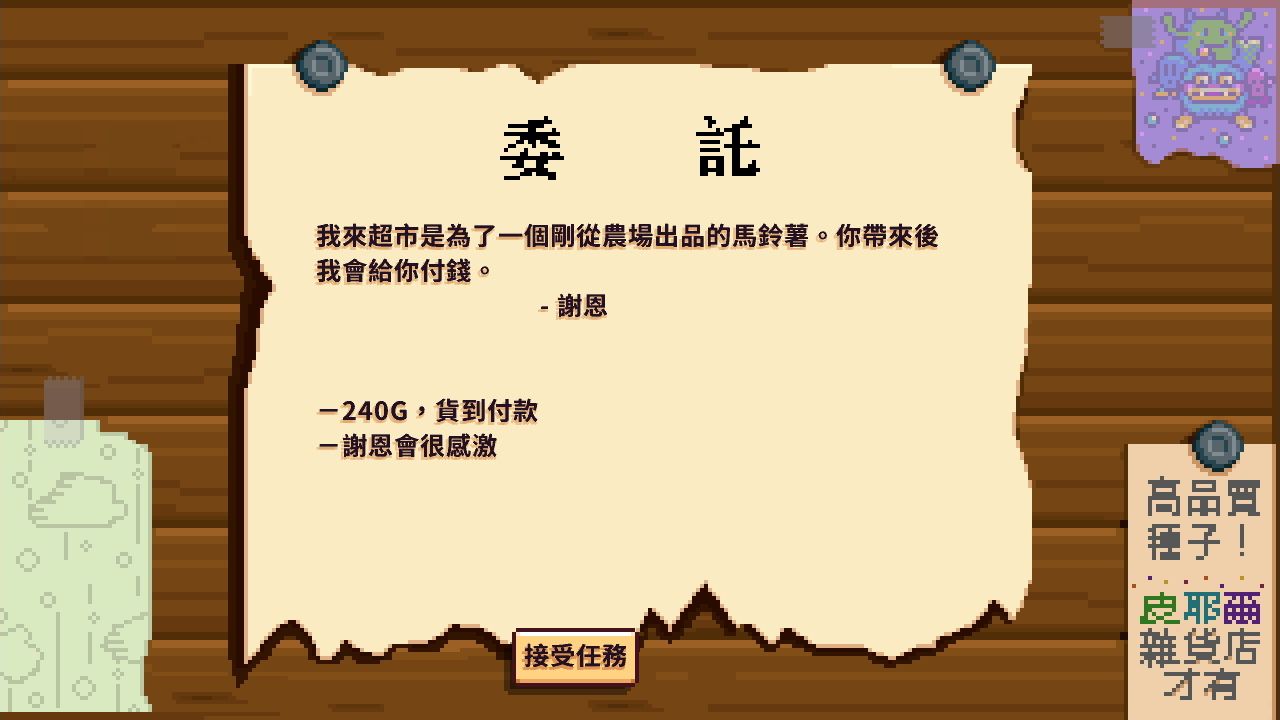 委託
我來超市是為了一個剛從農場出品的馬鈴薯。你帶來後
我會給你付錢。
- 謝恩
－240G，貨到付款
－謝恩會很感激
接受任務
高品質
種子！
皮耶爾
雜貨店
才有